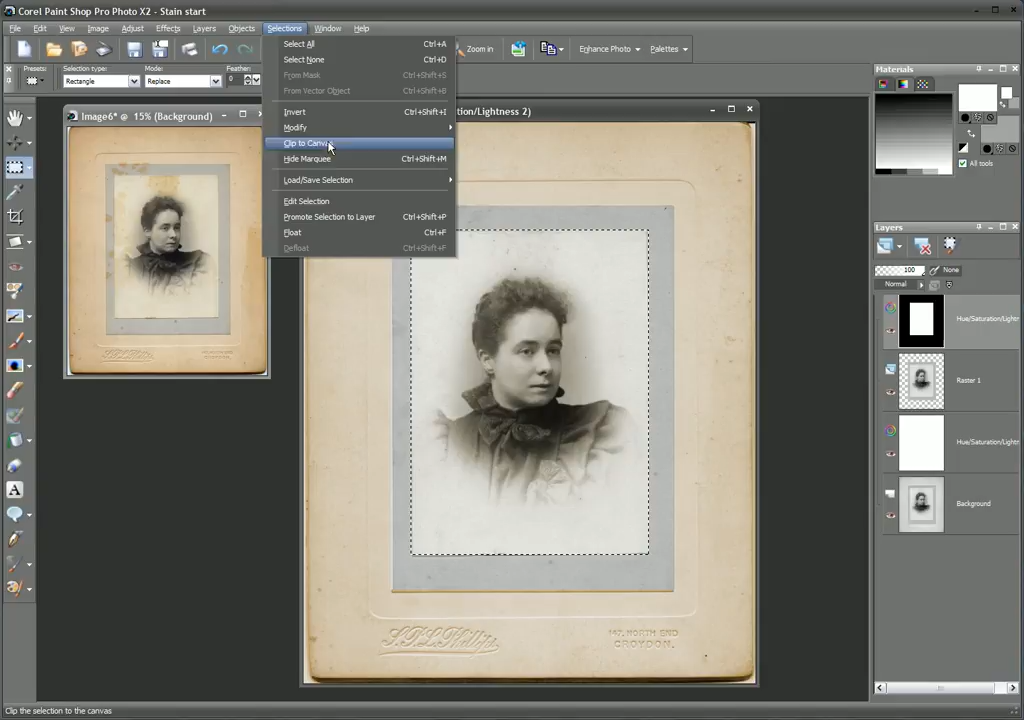 Corel Paint Shop Pro Photo X2 - Stain start
File Edit View Image Adjust Effects Layers Objects Selections Window Help
Zoom in Enhance Photo Palettes
Presets: Selection type: Mode: Feather:
Rectangle Replace 0
Select All Ctrl+A
Select None Ctrl+D
From Mask Ctrl+Shift+S
From Vector Object Ctrl+Shift+B
Invert Ctrl+Shift+I
Modify
Clip to Canvas
Hide Marquee Ctrl+Shift+M
Load/Save Selection
Edit Selection
Promote Selection to Layer Ctrl+Shift+P
Float Ctrl+F
Defloat Ctrl+Shift+F
Image6* @ 15% (Background)
on/Lightness 2)
Materials
All tools
Layers
100 None
Normal
Hue/Saturation/Lightr
Raster 1
Hue/Saturation/Lightr
Background
147, NORTH END
CROYDON.
Clip the selection to the canvas